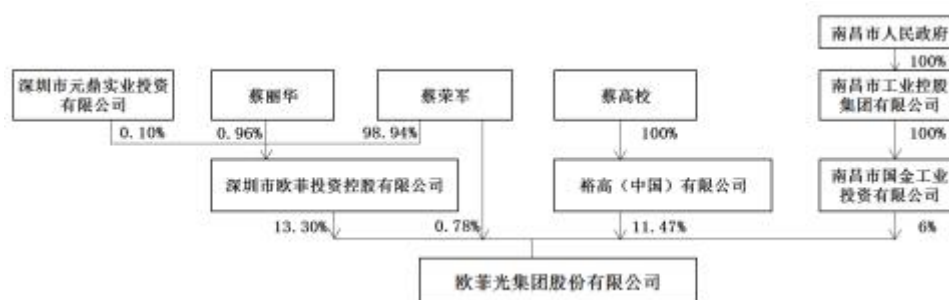 南昌市人民政府
100%
深圳市元鼎实业投资
有限公司
蔡丽华
蔡荣军
蔡高校
南昌市工业控股
集团有限公司
0.10%
0.96%
98.94%
100%
100%
深圳市欧菲投资控股有限公司
裕高（中国）有限公司
南昌市国金工业
投资有限公司
13.30%
0.78%
11.47%
6%
欧菲光集团股份有限公司